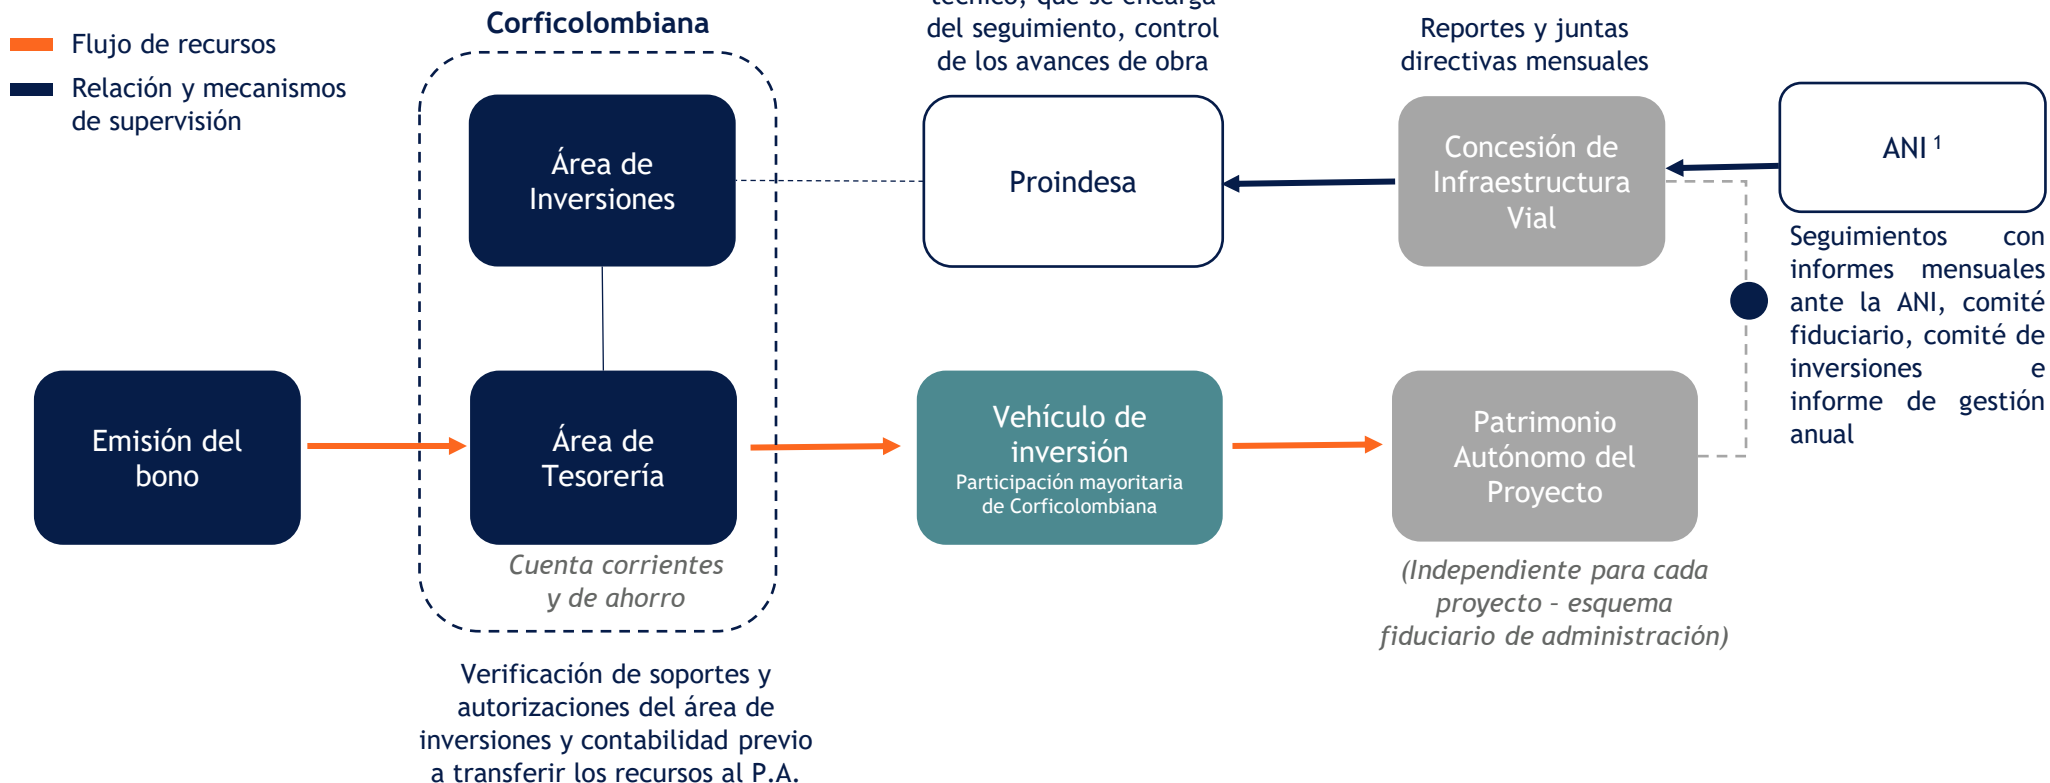 Flujo de recursos
Relación y mecanismos
de supervisión
Corficolombiana
técnico, que se encarga
del seguimiento, control
de los avances de obra
Reportes y juntas
directivas mensuales
Área de
Inversiones
Proindesa
Concesión de
Infraestructura
Vial
ANI ¹
Seguimientos con
informes mensuales
ante la ANI, comité
fiduciario, comité de
inversiones e
informe de gestión
anual
Emisión del
bono
Área de
Tesorería
Vehículo de
inversión
Participación mayoritaria
de Corficolombiana
Patrimonio
Autónomo del
Proyecto
Cuenta corrientes
y de ahorro
(Independiente para cada
proyecto – esquema
fiduciario de administración)
Verificación de soportes y
autorizaciones del área de
inversiones y contabilidad previo
a transferir los recursos al P.A.